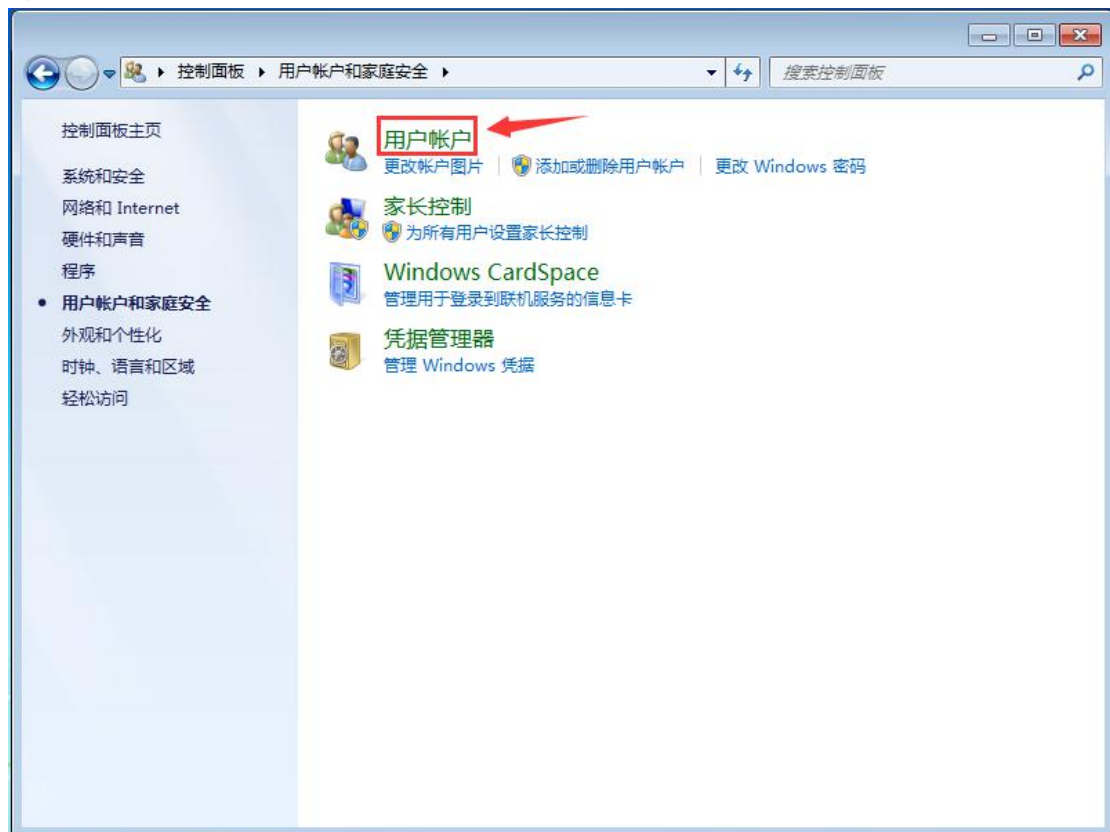 控制面板 用户帐户和家庭安全 搜索控制面板
控制面板主页
系统和安全
网络和 Internet
硬件和声音
程序
用户帐户和家庭安全
外观和个性化
时钟、语言和区域
轻松访问
用户帐户
更改帐户图片 添加或删除用户帐户 更改 Windows 密码
家长控制
为所有用户设置家长控制
Windows CardSpace
管理用于登录到联机服务的信息卡
凭据管理器
管理 Windows 凭据